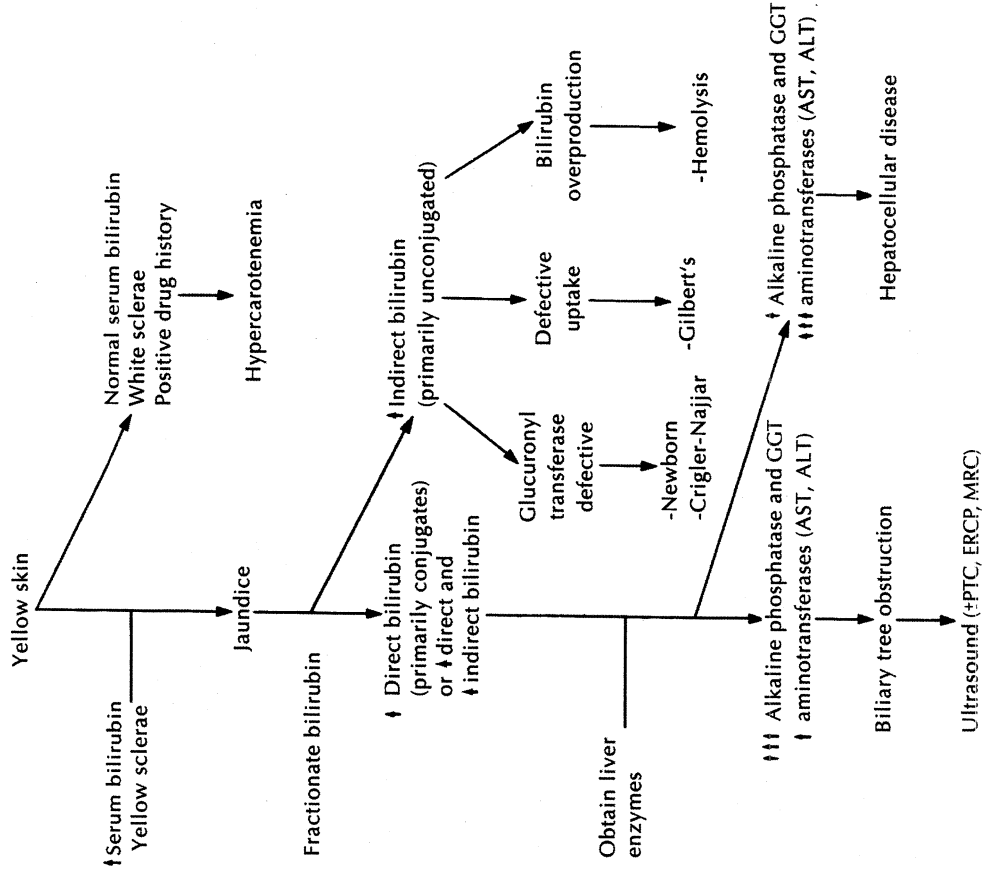 Yellow skin
↑Serum bilirubin
Yellow sclerae
Normal serum bilirubin
White sclerae
Positive drug history
Hypercarotenemia
Jaundice
Fractionate bilirubin
↑ Direct bilirubin
(primarily conjugates)
or ↑ direct and
↑ indirect bilirubin
↑ Indirect bilirubin
(primarily unconjugated)
Glucuronyl
transferase
defective
-Newborn
-Crigler-Najjar
Defective
uptake
-Gilbert's
Bilirubin
overproduction
-Hemolysis
Obtain liver
enzymes
↑↑↑ Alkaline phosphatase and GGT
↑ aminotransferases (AST, ALT)
Biliary tree obstruction
Ultrasound (±PTC, ERCP, MRC)
↑ Alkaline phosphatase and GGT
↑↑↑ aminotransferases (AST, ALT)
Hepatocellular disease